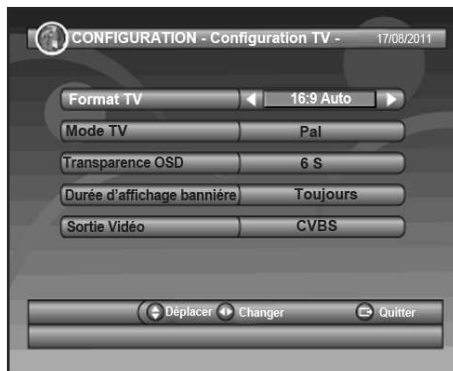 CONFIGURATION - Configuration TV - 17/08/2011
Format TV 16:9 Auto
Mode TV Pal
Transparence OSD 6 S
Durée d'affichage banniére Toujours
Sortie Vidéo CVBS
Déplacer Changer Quitter